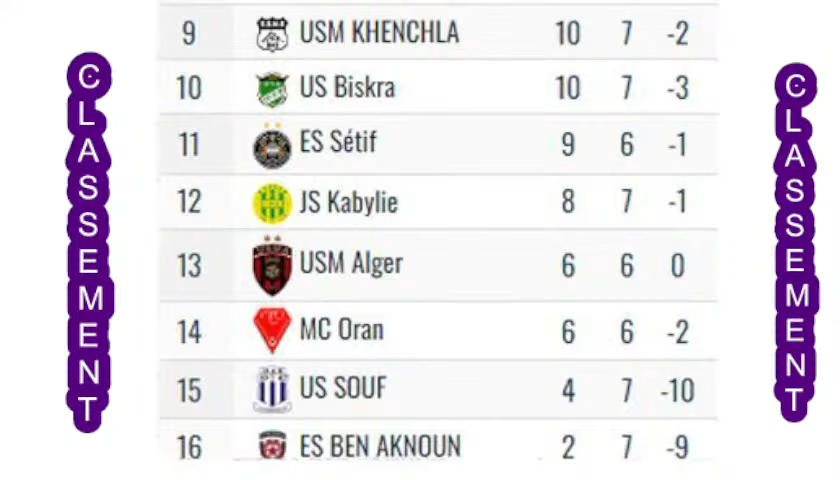 CLASSEMENT
9 USM KHENCHLA 10 7 -2
10 US Biskra 10 7 -3
11 ES Sétif 9 6 -1
12 JS Kabylie 8 7 -1
13 USM Alger 6 6 0
14 MC Oran 6 6 -2
15 US SOUF 4 7 -10
16 ES BEN AKNOUN 2 7 -9
CLASSEMENT